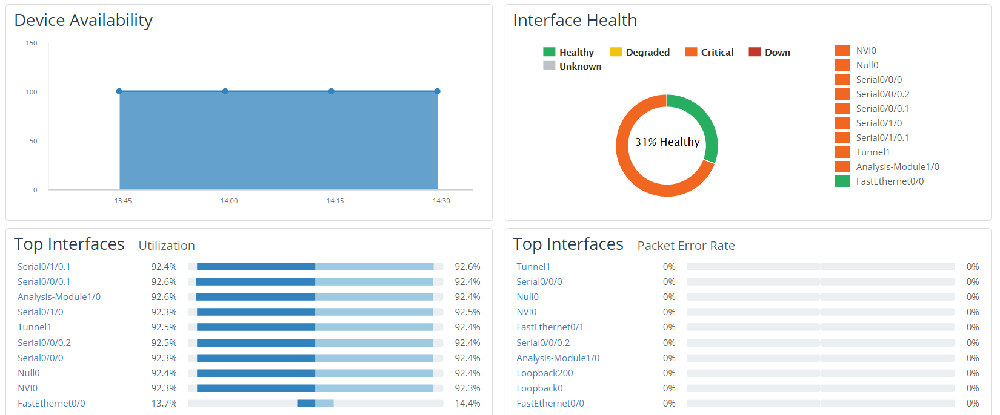 Device Availability
150
100
50
0
13:45 14:00 14:15 14:30
Interface Health
Healthy Degraded Critical Down
Unknown
31% Healthy
NVI0
Null0
Serial0/0/0
Serial0/0/0.2
Serial0/0/0.1
Serial0/1/0
Serial0/1/0.1
Tunnel1
Analysis-Module1/0
FastEthernet0/0
Top Interfaces Utilization
Serial0/1/0.1 92.4% 92.6%
Serial0/0/0.1 92.6% 92.4%
Analysis-Module1/0 92.6% 92.4%
Serial0/1/0 92.3% 92.5%
Tunnel1 92.5% 92.4%
Serial0/0/0.2 92.5% 92.4%
Serial0/0/0 92.3% 92.4%
Null0 92.4% 92.4%
NVI0 92.3% 92.3%
FastEthernet0/0 13.7% 14.4%
Top Interfaces Packet Error Rate
Tunnel1 0% 0%
Serial0/0/0 0% 0%
Null0 0% 0%
NVI0 0% 0%
FastEthernet0/1 0% 0%
Serial0/0/0.2 0% 0%
Analysis-Module1/0 0% 0%
Loopback200 0% 0%
Loopback0 0% 0%
FastEthernet0/0 0% 0%